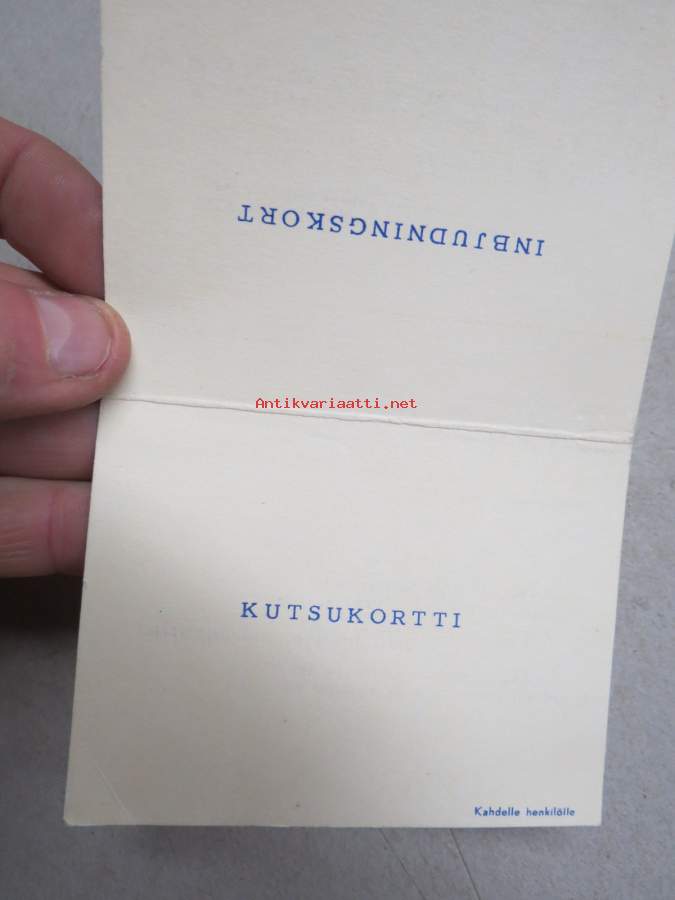 INBJUDNINGSKORT
Antikvariaatti.net
KUTSUKORTTI
Kahdelle henkilölle